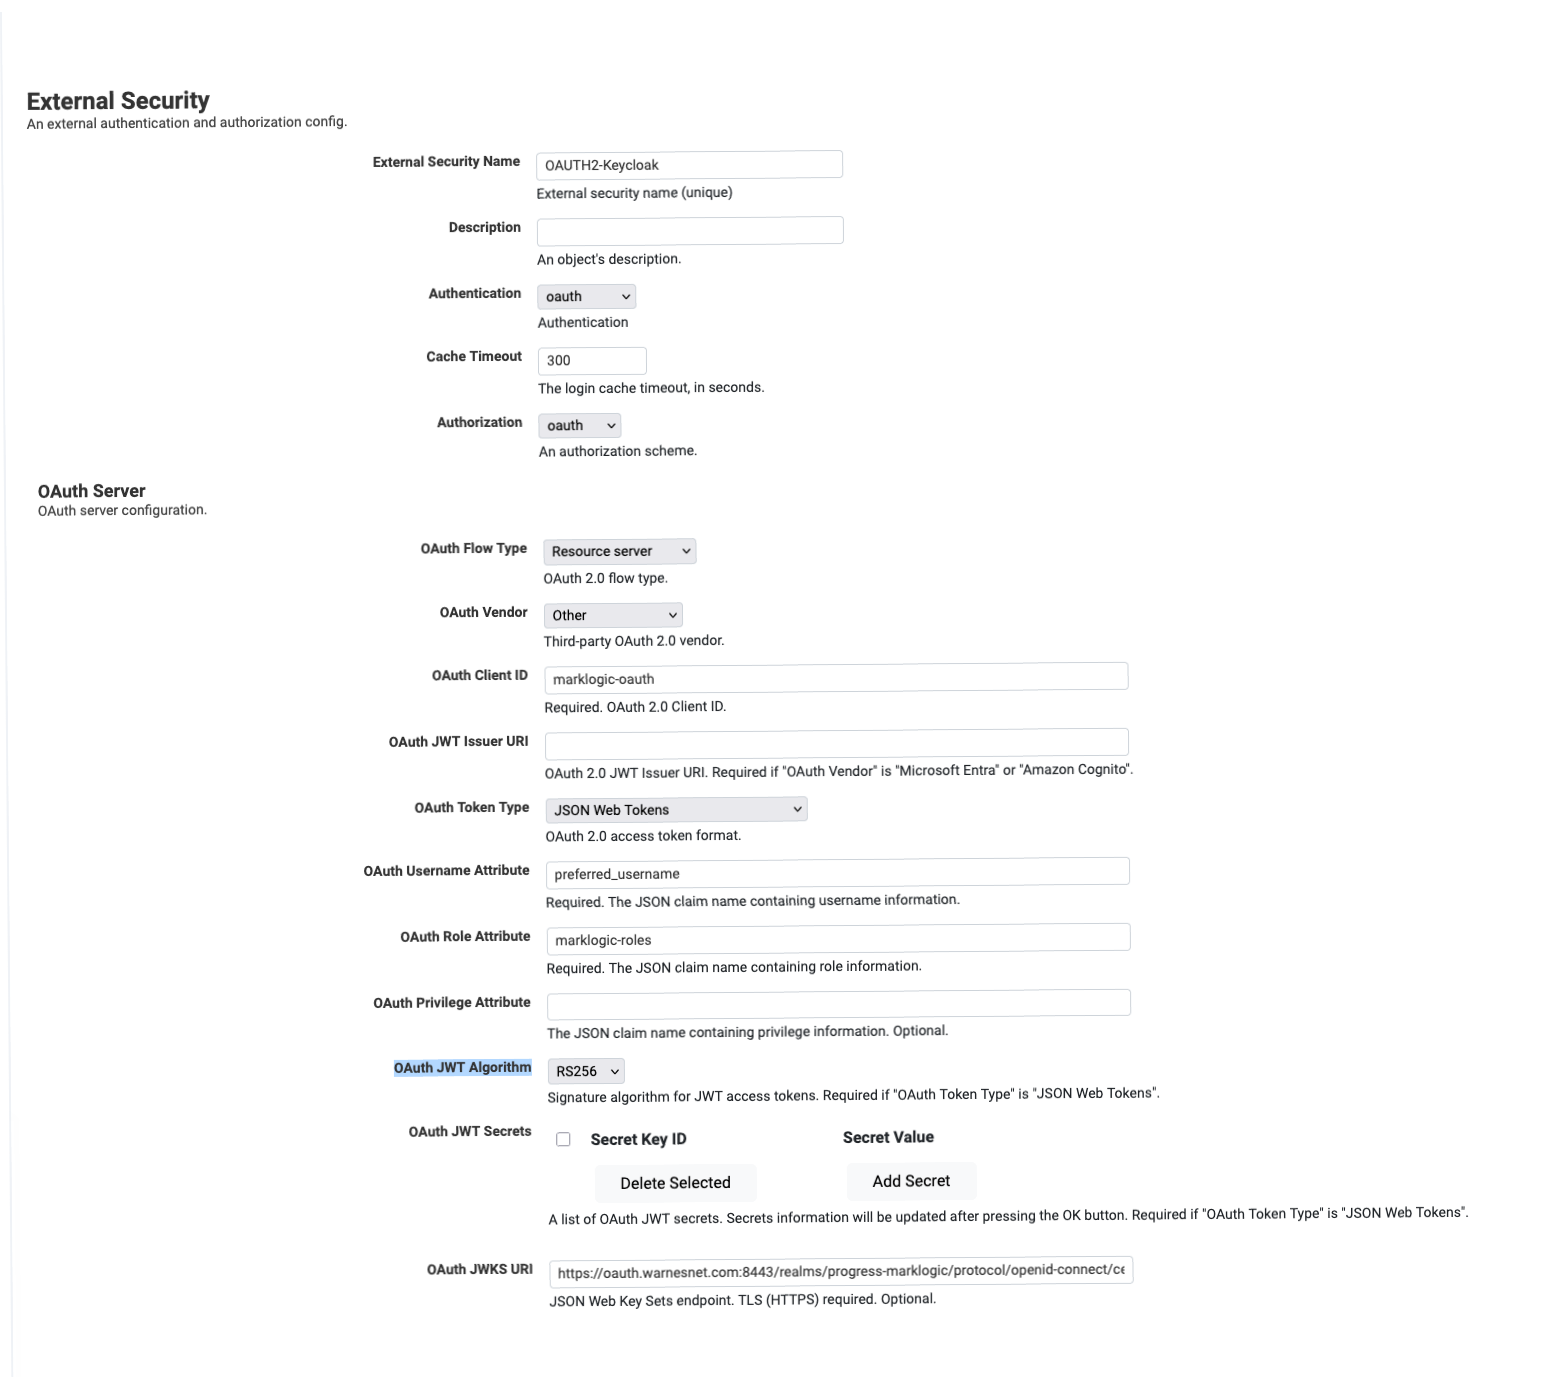 External Security
An external authentication and authorization config.
External Security Name OAUTH2-Keycloak
External security name (unique)
Description
An object's description.
Authentication oauth
Authentication
Cache Timeout 300
The login cache timeout, in seconds.
Authorization oauth
An authorization scheme.
OAuth Server
OAuth server configuration.
OAuth Flow Type Resource server
OAuth 2.0 flow type.
OAuth Vendor Other
Third-party OAuth 2.0 vendor.
OAuth Client ID marklogic-oauth
Required. OAuth 2.0 Client ID.
OAuth JWT Issuer URI
OAuth 2.0 JWT Issuer URI. Required if "OAuth Vendor" is "Microsoft Entra" or "Amazon Cognito".
OAuth Token Type JSON Web Tokens
OAuth 2.0 access token format.
OAuth Username Attribute preferred_username
Required. The JSON claim name containing username information.
OAuth Role Attribute marklogic-roles
Required. The JSON claim name containing role information.
OAuth Privilege Attribute
The JSON claim name containing privilege information. Optional.
OAuth JWT Algorithm RS256
Signature algorithm for JWT access tokens. Required if "OAuth Token Type" is "JSON Web Tokens".
OAuth JWT Secrets Secret Key ID Secret Value
Delete Selected Add Secret
A list of OAuth JWT secrets. Secrets information will be updated after pressing the OK button. Required if "OAuth Token Type" is "JSON Web Tokens".
OAuth JWKS URI https://oauth.warnesnet.com:8443/realms/progress-marklogic/protocol/openid-connect/ce
JSON Web Key Sets endpoint. TLS (HTTPS) required. Optional.